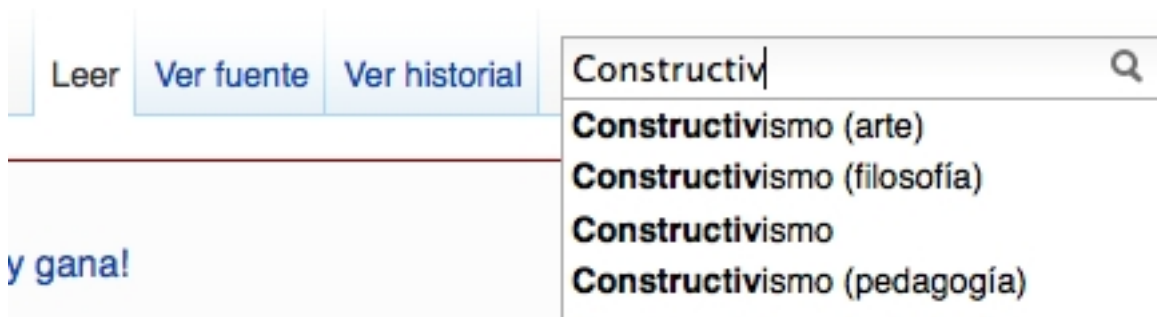 Leer Ver fuente Ver historial Constructiv
Constructivismo (arte)
Constructivismo (filosofía)
Constructivismo
y gana!
Constructivismo (pedagogía)